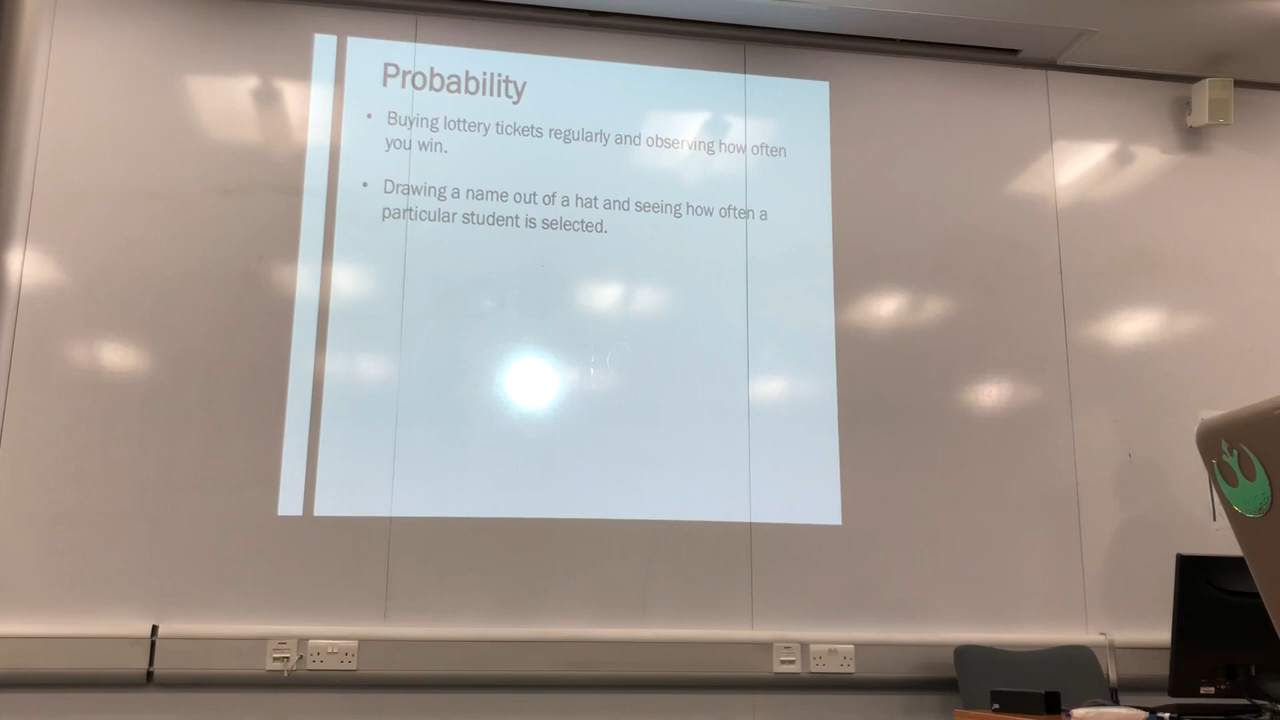 Probability
• Buying lottery tickets regularly and observing how often
you win.
• Drawing a name out of a hat and seeing how often a
particular student is selected.